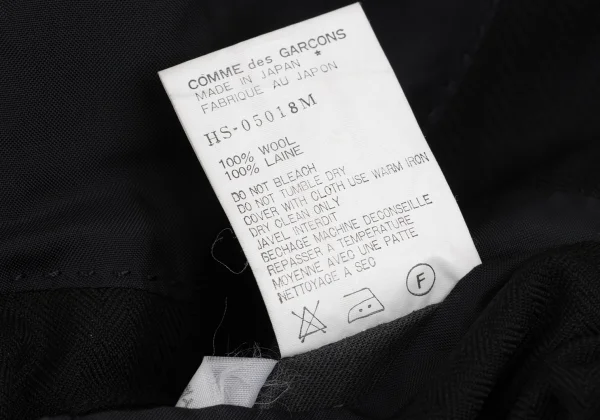 COMME des GARCONS
MADE IN JAPAN ★
FABRIQUE AU JAPON
HS-05018M
100% WOOL
100% LAINE
DO NOT BLEACH
DO NOT TUMBLE DRY
COVER WITH CLOTH USE WARM IRON
DRY CLEAN ONLY
JAVEL INTERDIT
SECHAGE MACHINE DECONSEILLE
REPASSER A TEMPERATURE
MOYENNE AVEC UNE PATTE
NETTOYAGE A SEC
F